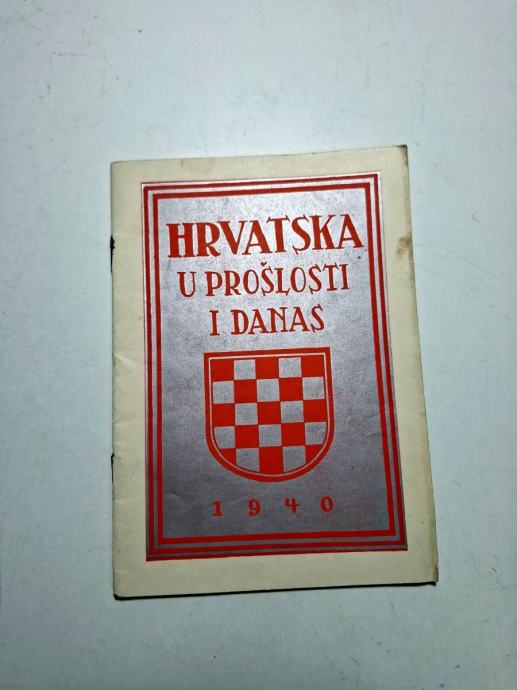 HRVATSKA
U PROŠLOSTI
I DANAS
1940